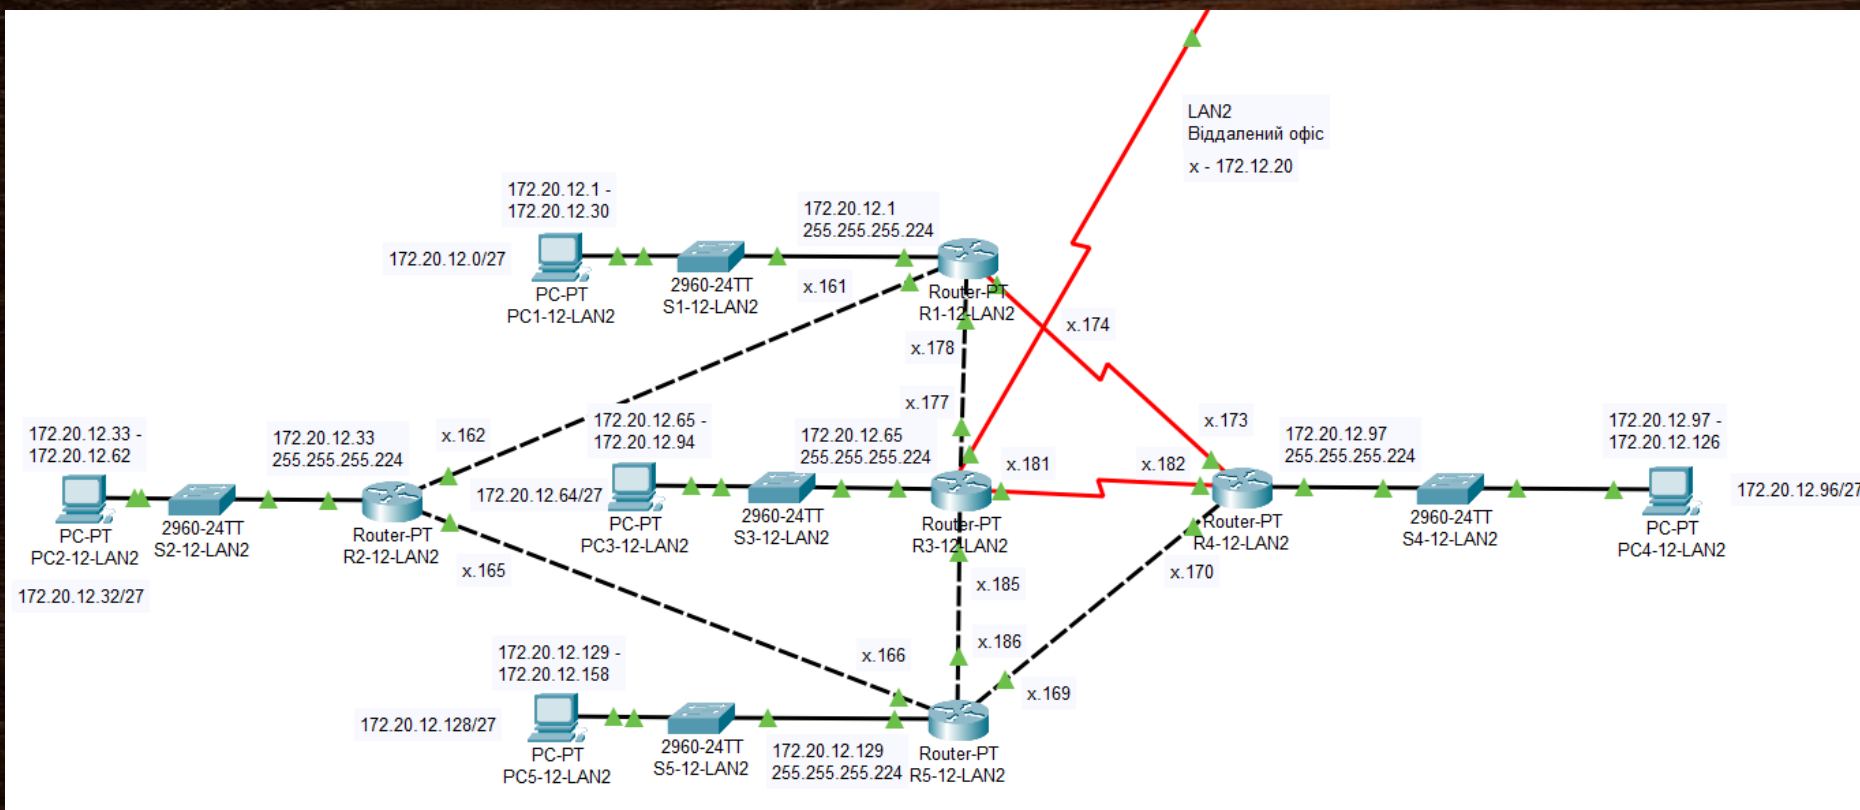 LAN2
Віддалений офіс
x - 172.12.20
172.20.12.1 -
172.20.12.30
172.20.12.1
255.255.255.224
172.20.12.0/27
PC-PT
PC1-12-LAN2
2960-24TT
S1-12-LAN2
x.161
Router-PT
R1-12-LAN2
x.174
x.178
x.177
x.173
172.20.12.33 -
172.20.12.62
172.20.12.33
255.255.255.224
x.162
172.20.12.65 -
172.20.12.94
172.20.12.65
255.255.255.224
x.181
x.182
172.20.12.97
255.255.255.224
172.20.12.97 -
172.20.12.126
172.20.12.64/27
172.20.12.96/27
PC-PT
PC2-12-LAN2
2960-24TT
S2-12-LAN2
Router-PT
R2-12-LAN2
PC-PT
PC3-12-LAN2
2960-24TT
S3-12-LAN2
Router-PT
R3-12-LAN2
Router-PT
R4-12-LAN2
2960-24TT
S4-12-LAN2
PC-PT
PC4-12-LAN2
172.20.12.32/27
x.165
x.185
x.170
x.186
x.166
x.169
172.20.12.129 -
172.20.12.158
172.20.12.128/27
PC-PT
PC5-12-LAN2
2960-24TT
S5-12-LAN2
172.20.12.129
255.255.255.224
Router-PT
R5-12-LAN2